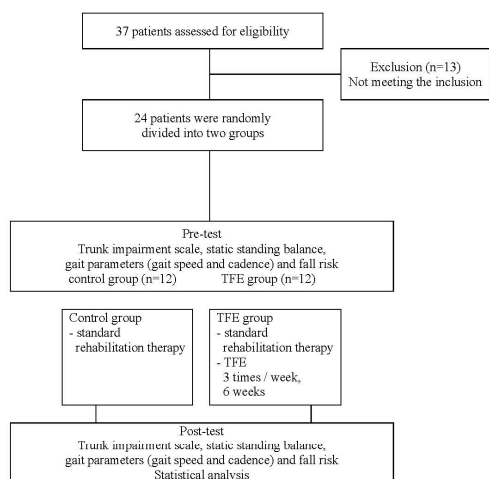 37 patients assessed for eligibility
Exclusion (n=13)
Not meeting the inclusion
24 patients were randomly
divided into two groups
Pre-test
Trunk impairment scale, static standing balance,
gait parameters (gait speed and cadence) and fall risk
control group (n=12) TFE group (n=12)
Control group
- standard
rehabilitation therapy
TFE group
- standard
rehabilitation therapy
- TFE
3 times / week,
6 weeks
Post-test
Trunk impairment scale, static standing balance,
gait parameters (gait speed and cadence) and fall risk
Statistical analysis